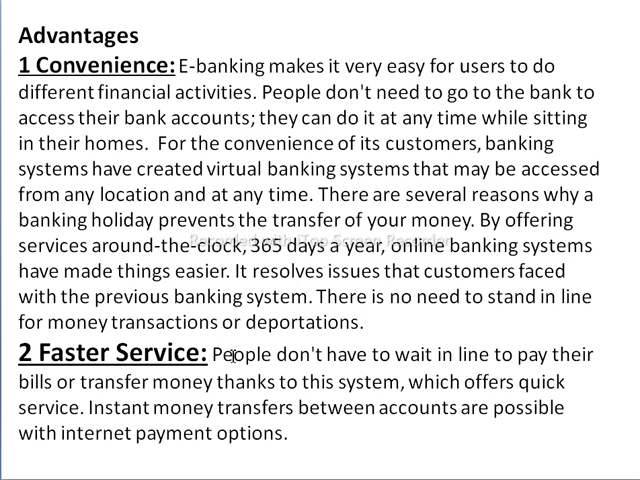 Advantages
1 Convenience: E-banking makes it very easy for users to do
different financial activities. People don't need to go to the bank to
access their bank accounts; they can do it at any time while sitting
in their homes.  For the convenience of its customers, banking
systems have created virtual banking systems that may be accessed
from any location and at any time. There are several reasons why a
banking holiday prevents the transfer of your money. By offering
services around-the-clock, 365 days a year, online banking systems
Recorded with iTop Screen Recorder
have made things easier. It resolves issues that customers faced
with the previous banking system. There is no need to stand in line
for money transactions or deportations.
2 Faster Service: People don't have to wait in line to pay their
bills or transfer money thanks to this system, which offers quick
service. Instant money transfers between accounts are possible
with internet payment options.